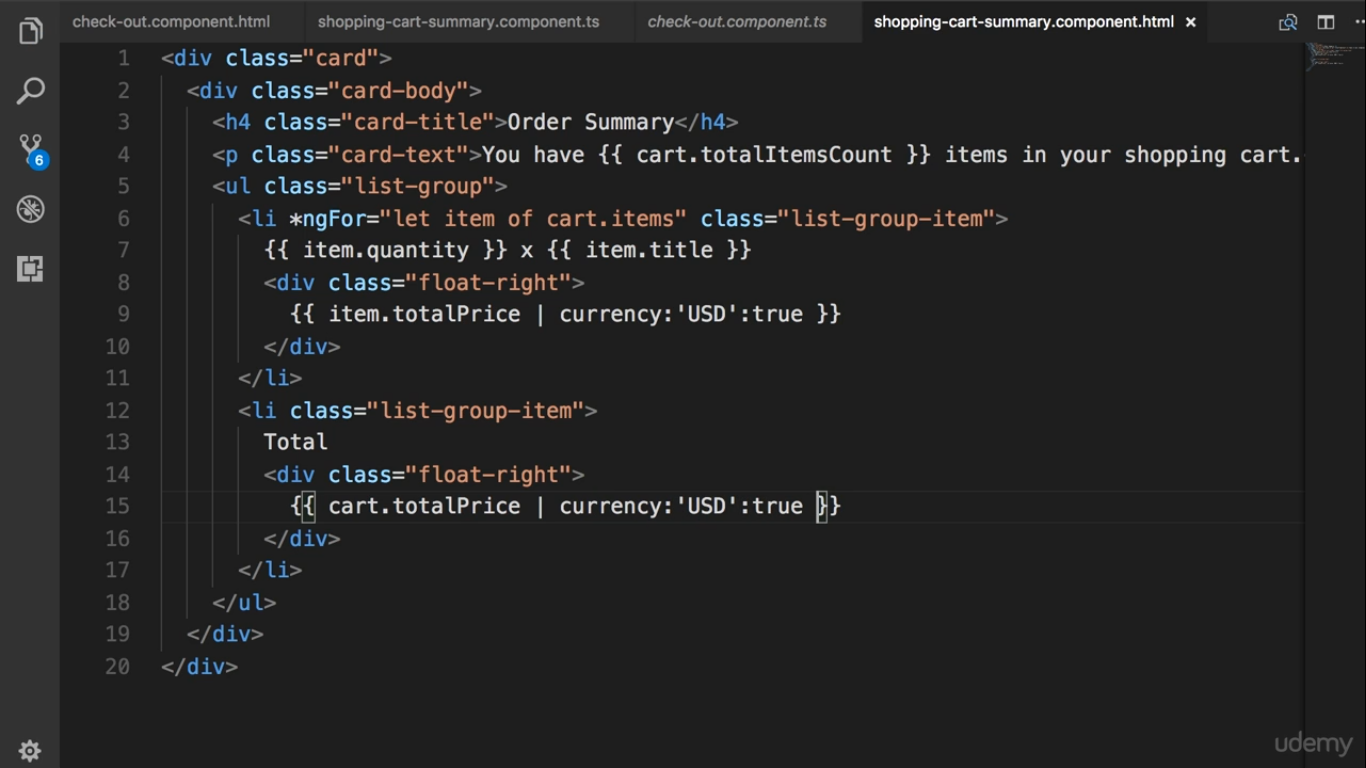 check-out.component.html shopping-cart-summary.component.ts check-out.component.ts shopping-cart-summary.component.html ×
1 <div class="card">
2 <div class="card-body">
3 <h4 class="card-title">Order Summary</h4>
4 <p class="card-text">You have {{ cart.totalItemsCount }} items in your shopping cart.
5 <ul class="list-group">
6 <li *ngFor="let item of cart.items" class="list-group-item">
7 {{ item.quantity }} x {{ item.title }}
8 <div class="float-right">
9 {{ item.totalPrice | currency:'USD':true }}
10 </div>
11 </li>
12 <li class="list-group-item">
13 Total
14 <div class="float-right">
15 {{ cart.totalPrice | currency:'USD':true }}
16 </div>
17 </li>
18 </ul>
19 </div>
20 </div>
6
udemy